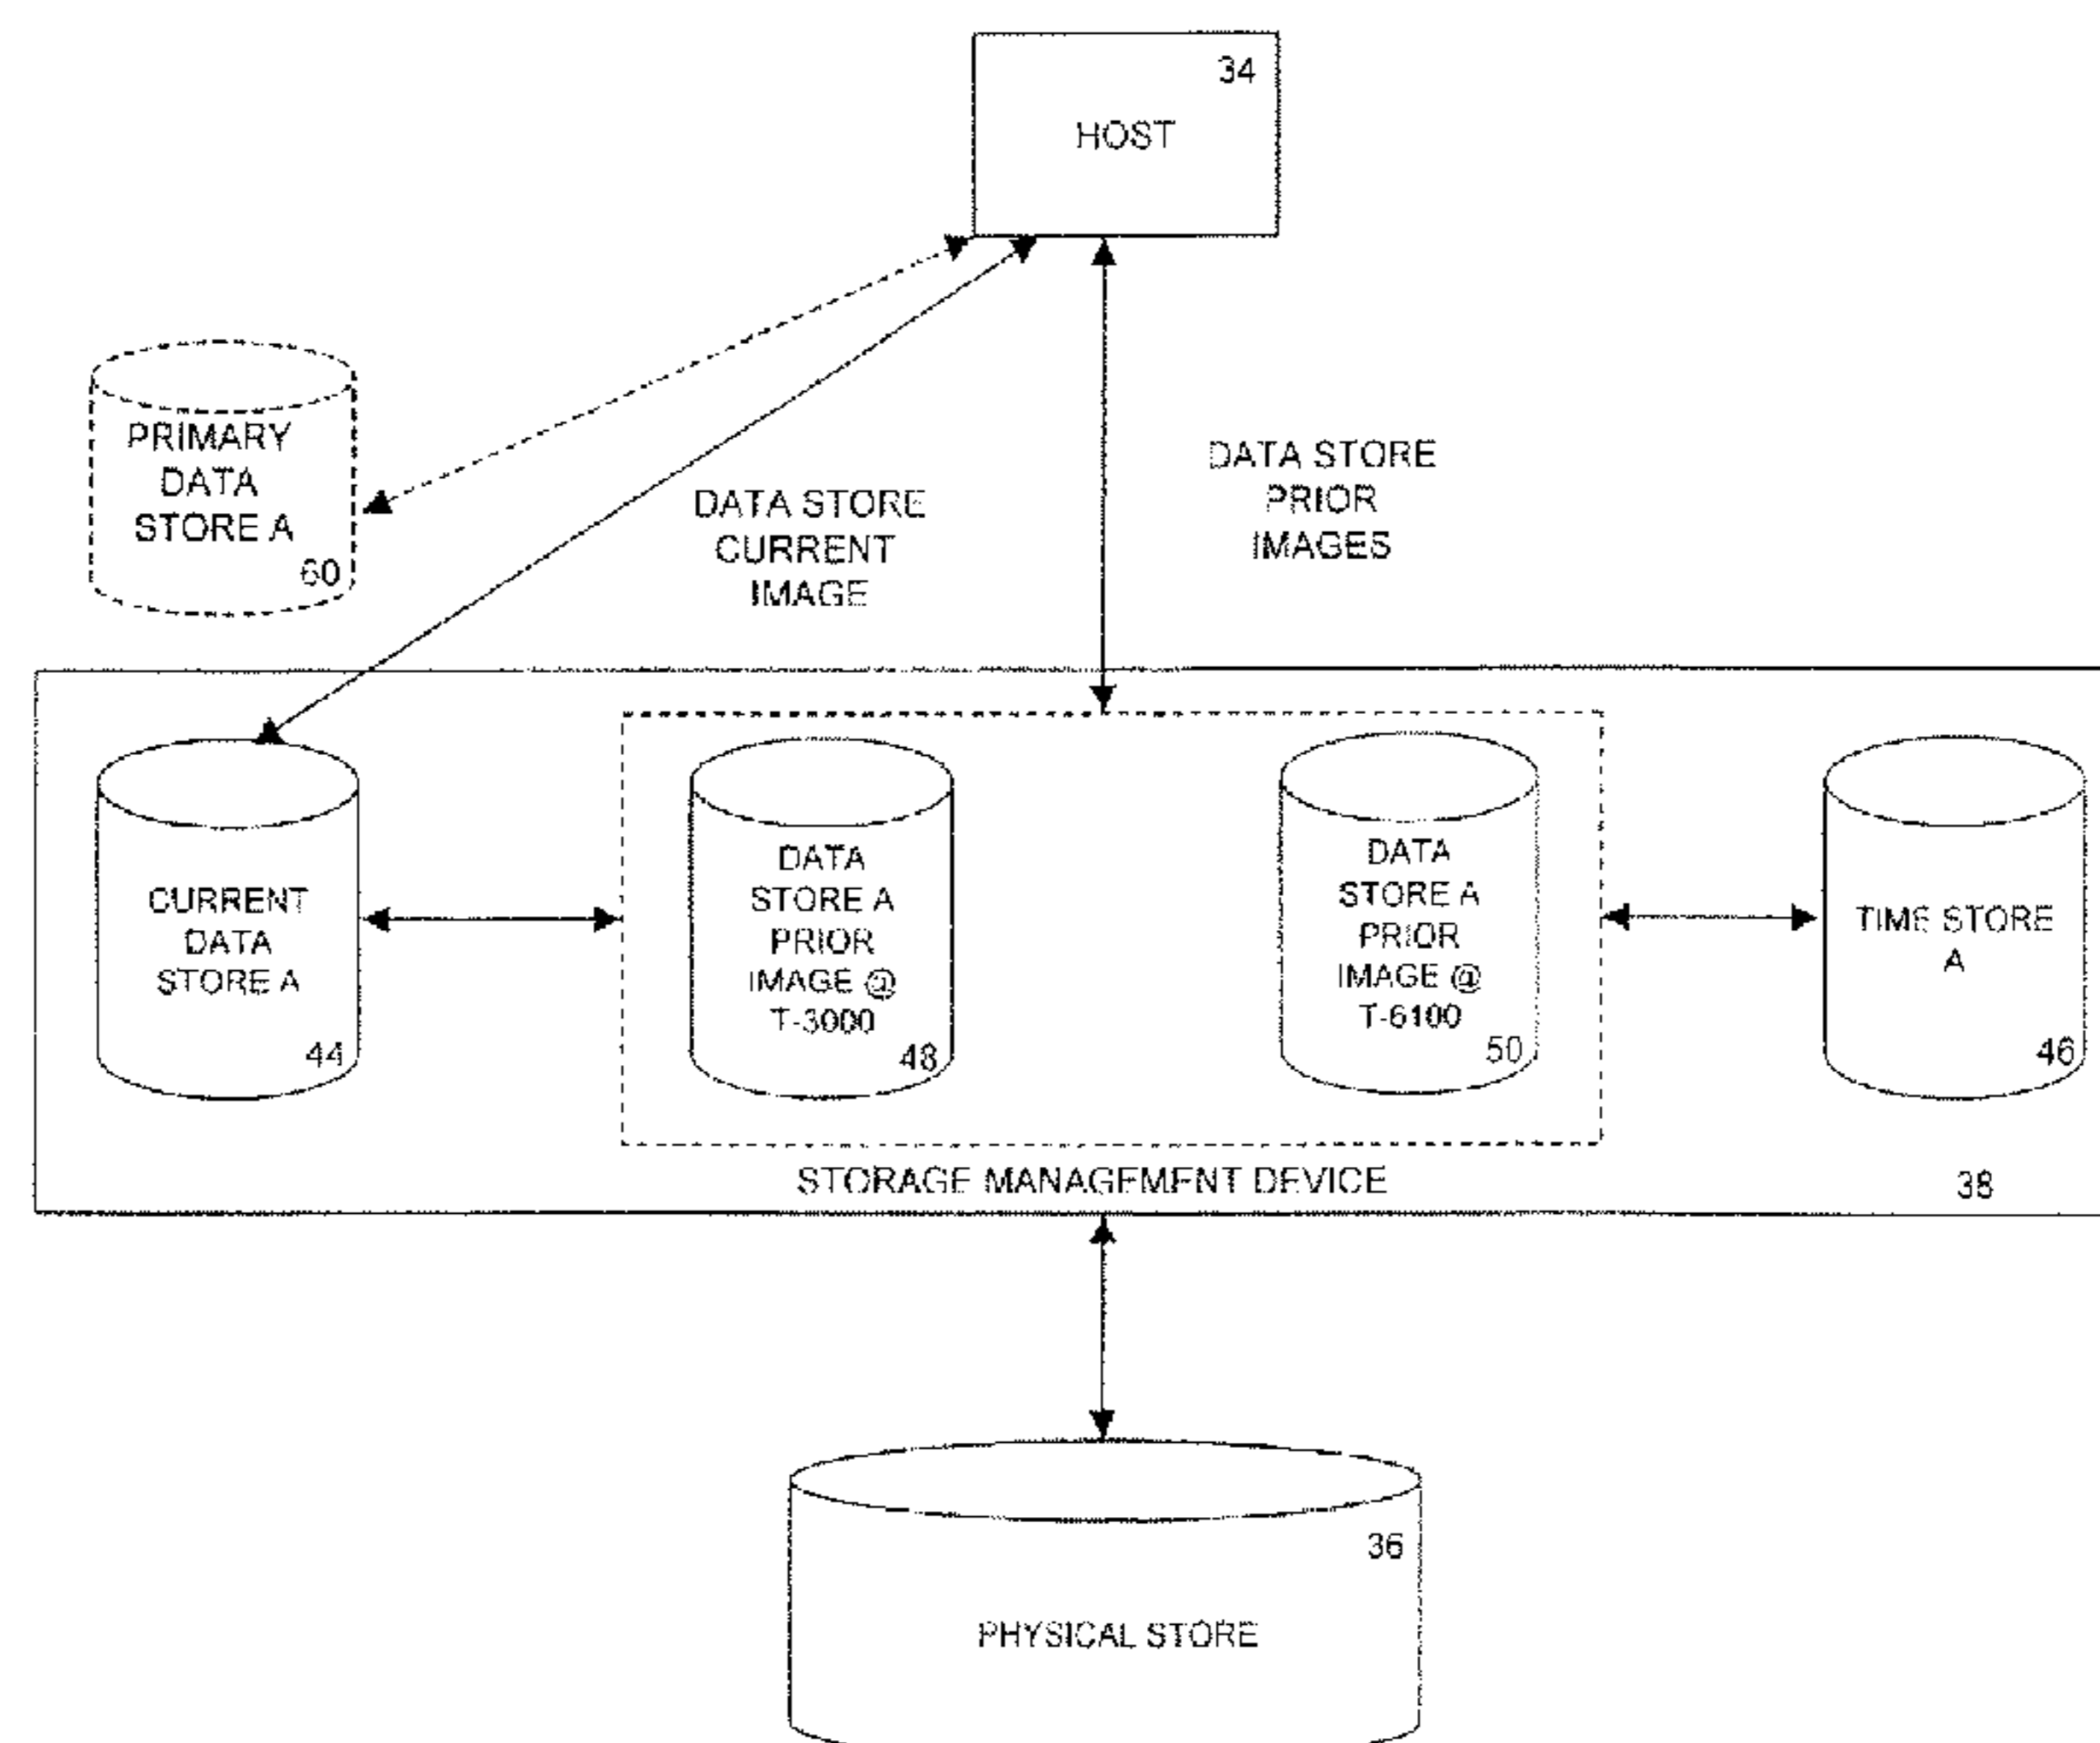 34
HOST
PRIMARY
DATA
STORE A
60
DATA STORE
CURRENT
IMAGE
DATA STORE
PRIOR
IMAGES
CURRENT
DATA
STORE A
44
DATA
STORE A
PRIOR
IMAGE @
T-3000
48
DATA
STORE A
PRIOR
IMAGE @
T-6100
50
TIME STORE
A
46
STORAGE MANAGEMENT DEVICE
38
36
PHYSICAL STORE